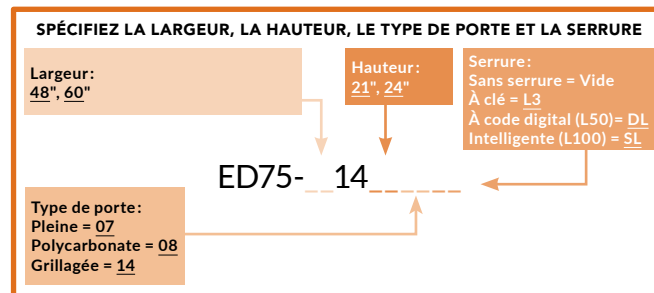 SPÉCIFIEZ LA LARGEUR, LA HAUTEUR, LE TYPE DE PORTE ET LA SERRURE
Largeur:
48", 60"
Hauteur:
21", 24"
Serrure:
Sans serrure = Vide
À clé = L3
À code digital (L50)= DL
Intelligente (L100) = SL
ED75-__14______
Type de porte:
Pleine = 07
Polycarbonate = 08
Grillagée = 14